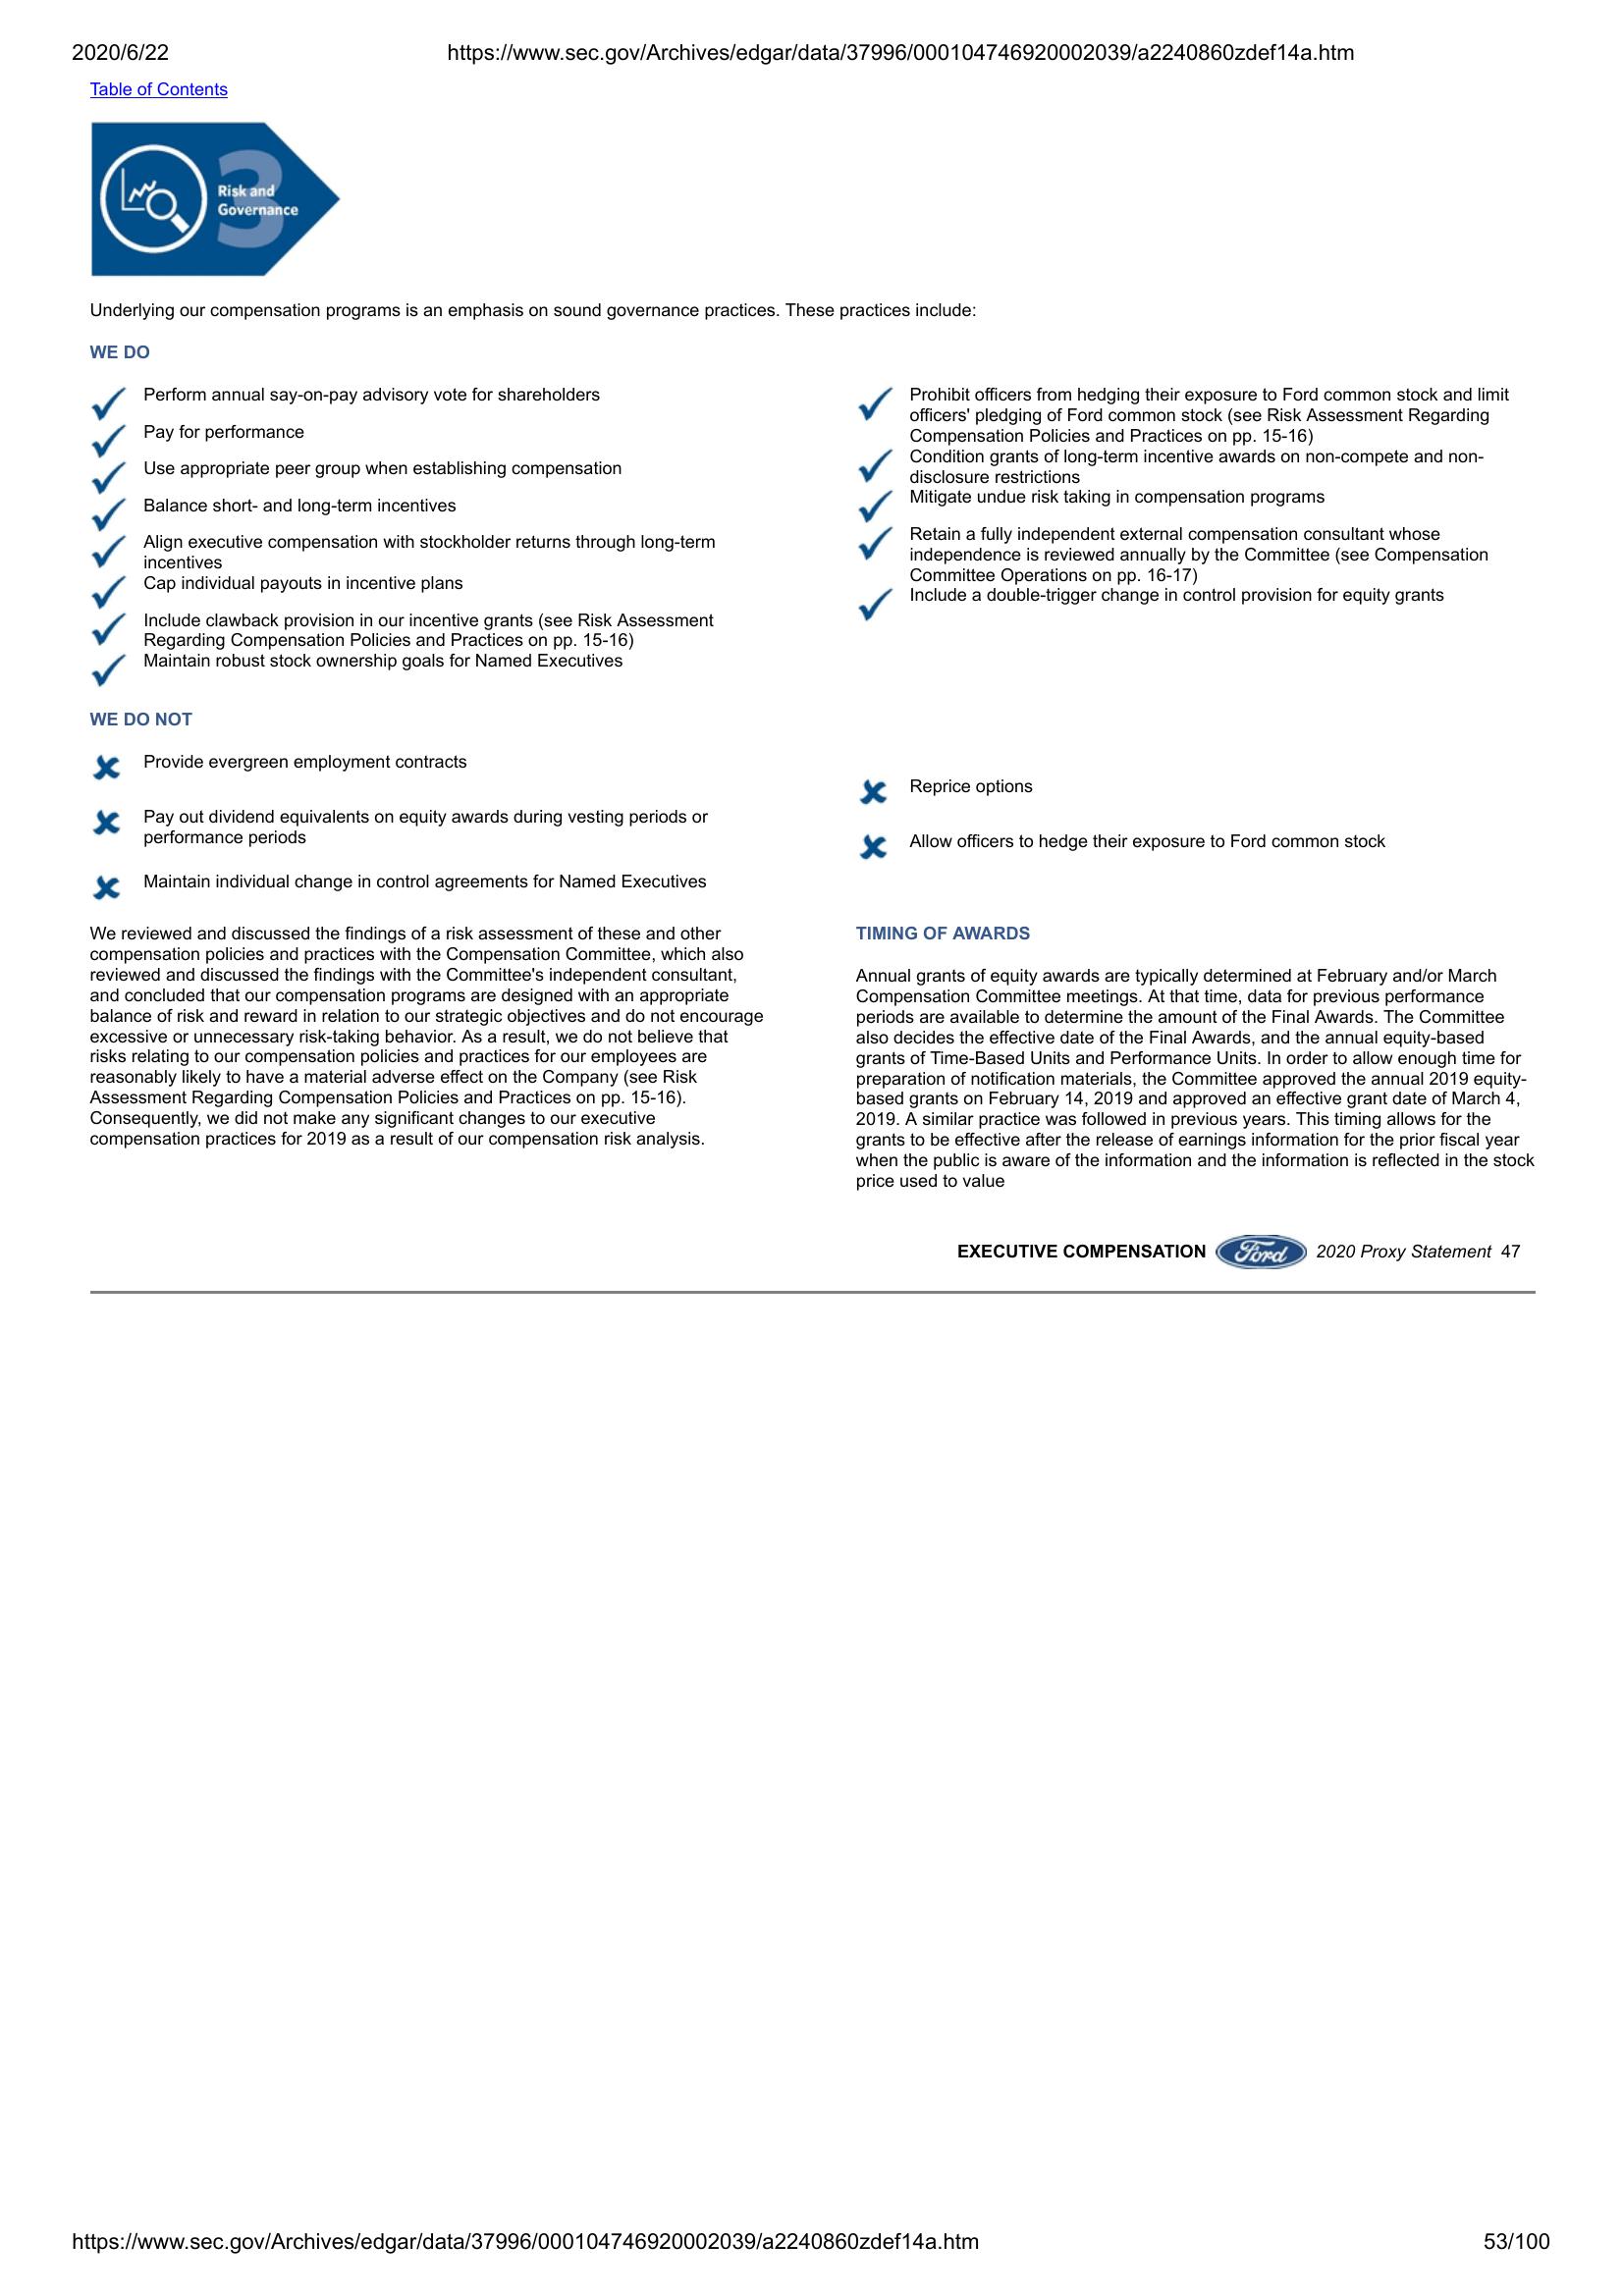 2020/6/22
https://www.sec.gov/Archives/edgar/data/37996/000104746920002039/a2240860zdef14a.htm
Table of Contents
3
Risk and
Governance
Underlying our compensation programs is an emphasis on sound governance practices. These practices include:
WE DO
Perform annual say-on-pay advisory vote for shareholders
Pay for performance
Use appropriate peer group when establishing compensation
Balance short- and long-term incentives
Align executive compensation with stockholder returns through long-term
incentives
Cap individual payouts in incentive plans
Include clawback provision in our incentive grants (see Risk Assessment
Regarding Compensation Policies and Practices on pp. 15-16)
Maintain robust stock ownership goals for Named Executives
Prohibit officers from hedging their exposure to Ford common stock and limit
officers' pledging of Ford common stock (see Risk Assessment Regarding
Compensation Policies and Practices on pp. 15-16)
Condition grants of long-term incentive awards on non-compete and non-
disclosure restrictions
Mitigate undue risk taking in compensation programs
Retain a fully independent external compensation consultant whose
independence is reviewed annually by the Committee (see Compensation
Committee Operations on pp. 16-17)
Include a double-trigger change in control provision for equity grants
WE DO NOT
Provide evergreen employment contracts
Pay out dividend equivalents on equity awards during vesting periods or
performance periods
Maintain individual change in control agreements for Named Executives
Reprice options
Allow officers to hedge their exposure to Ford common stock
We reviewed and discussed the findings of a risk assessment of these and other
compensation policies and practices with the Compensation Committee, which also
reviewed and discussed the findings with the Committee's independent consultant,
and concluded that our compensation programs are designed with an appropriate
balance of risk and reward in relation to our strategic objectives and do not encourage
excessive or unnecessary risk-taking behavior. As a result, we do not believe that
risks relating to our compensation policies and practices for our employees are
reasonably likely to have a material adverse effect on the Company (see Risk
Assessment Regarding Compensation Policies and Practices on pp. 15-16).
Consequently, we did not make any significant changes to our executive
compensation practices for 2019 as a result of our compensation risk analysis.
TIMING OF AWARDS
Annual grants of equity awards are typically determined at February and/or March
Compensation Committee meetings. At that time, data for previous performance
periods are available to determine the amount of the Final Awards. The Committee
also decides the effective date of the Final Awards, and the annual equity-based
grants of Time-Based Units and Performance Units. In order to allow enough time for
preparation of notification materials, the Committee approved the annual 2019 equity-
based grants on February 14, 2019 and approved an effective grant date of March 4,
2019. A similar practice was followed in previous years. This timing allows for the
grants to be effective after the release of earnings information for the prior fiscal year
when the public is aware of the information and the information is reflected in the stock
price used to value
EXECUTIVE COMPENSATION Ford 2020 Proxy Statement 47
https://www.sec.gov/Archives/edgar/data/37996/000104746920002039/a2240860zdef14a.htm
53/100